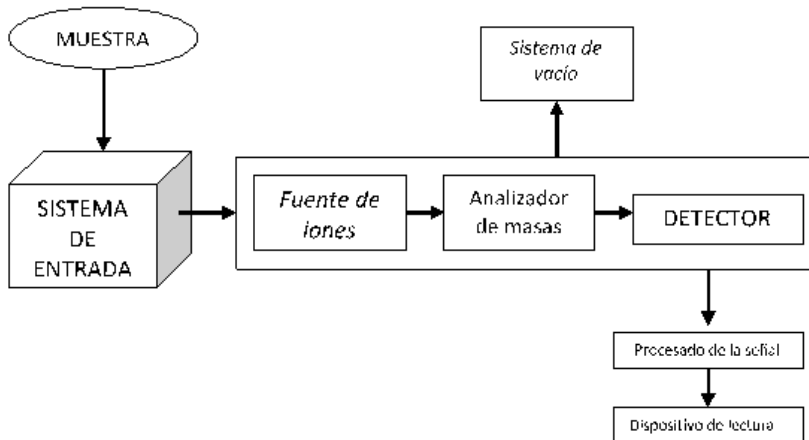 MUESTRA
Sistema de
vacío
SISTEMA
DE
ENTRADA
Fuente de
iones
Analizador
de masas
DETECTOR
Procesado de la señal
Dispositivo de lectura